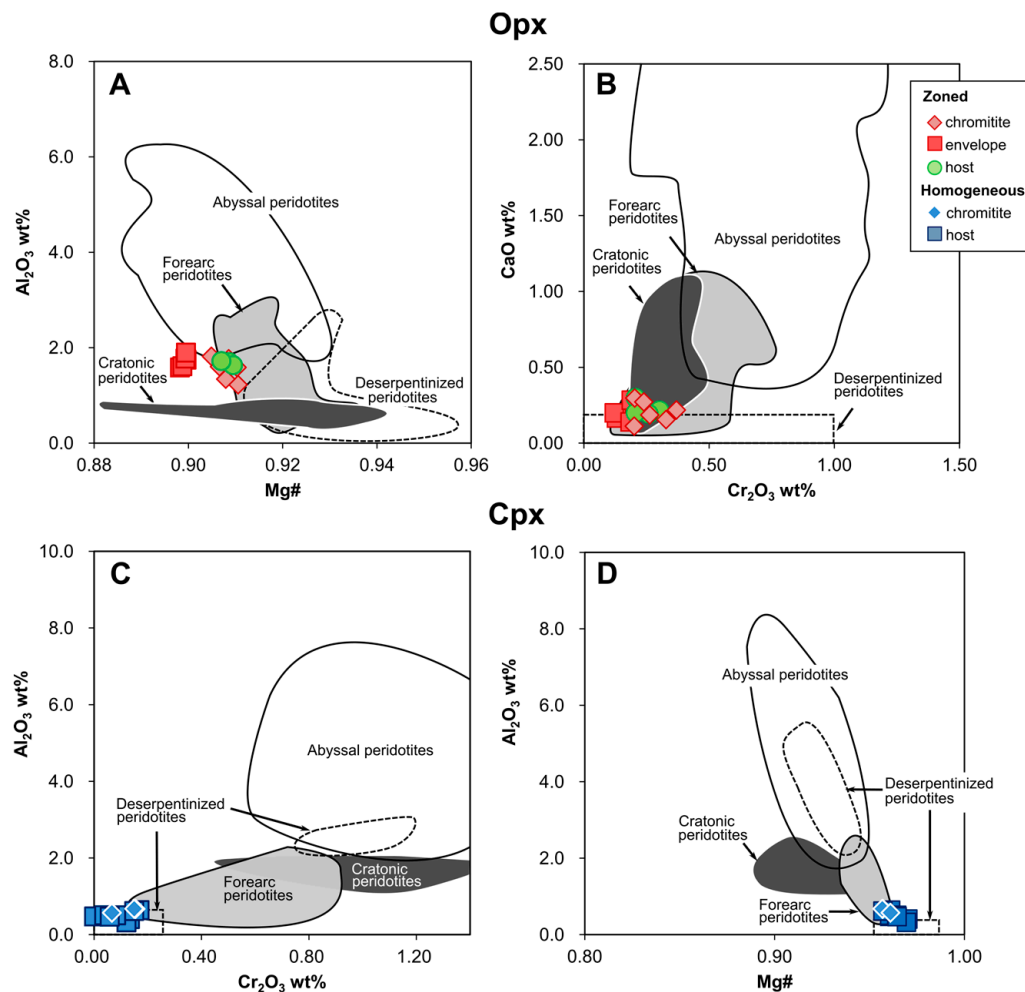 Opx
A
8.0
6.0
4.0
2.0
0.0
Al₂O₃ wt%
Abyssal peridotites
Forearc
peridotites
Cratonic
peridotites
Deserpentinized
peridotites
0.88
0.90
0.92
0.94
0.96
Mg#
B
2.50
2.00
1.50
1.00
0.50
0.00
CaO wt%
Forearc
peridotites
Cratonic
peridotites
Abyssal peridotites
Deserpentinized
peridotites
0.00
0.50
1.00
1.50
Cr₂O₃ wt%
Zoned
chromitite
envelope
host
Homogeneous
chromitite
host
Cpx
C
10.0
8.0
6.0
4.0
2.0
0.0
Al₂O₃ wt%
Abyssal peridotites
Deserpentinized
peridotites
Forearc
peridotites
Cratonic
peridotites
0.00
0.40
0.80
1.20
Cr₂O₃ wt%
D
10.0
8.0
6.0
4.0
2.0
0.0
Al₂O₃ wt%
Abyssal peridotites
Deserpentinized
peridotites
Cratonic
peridotites
Forearc
peridotites
0.80
0.90
1.00
Mg#